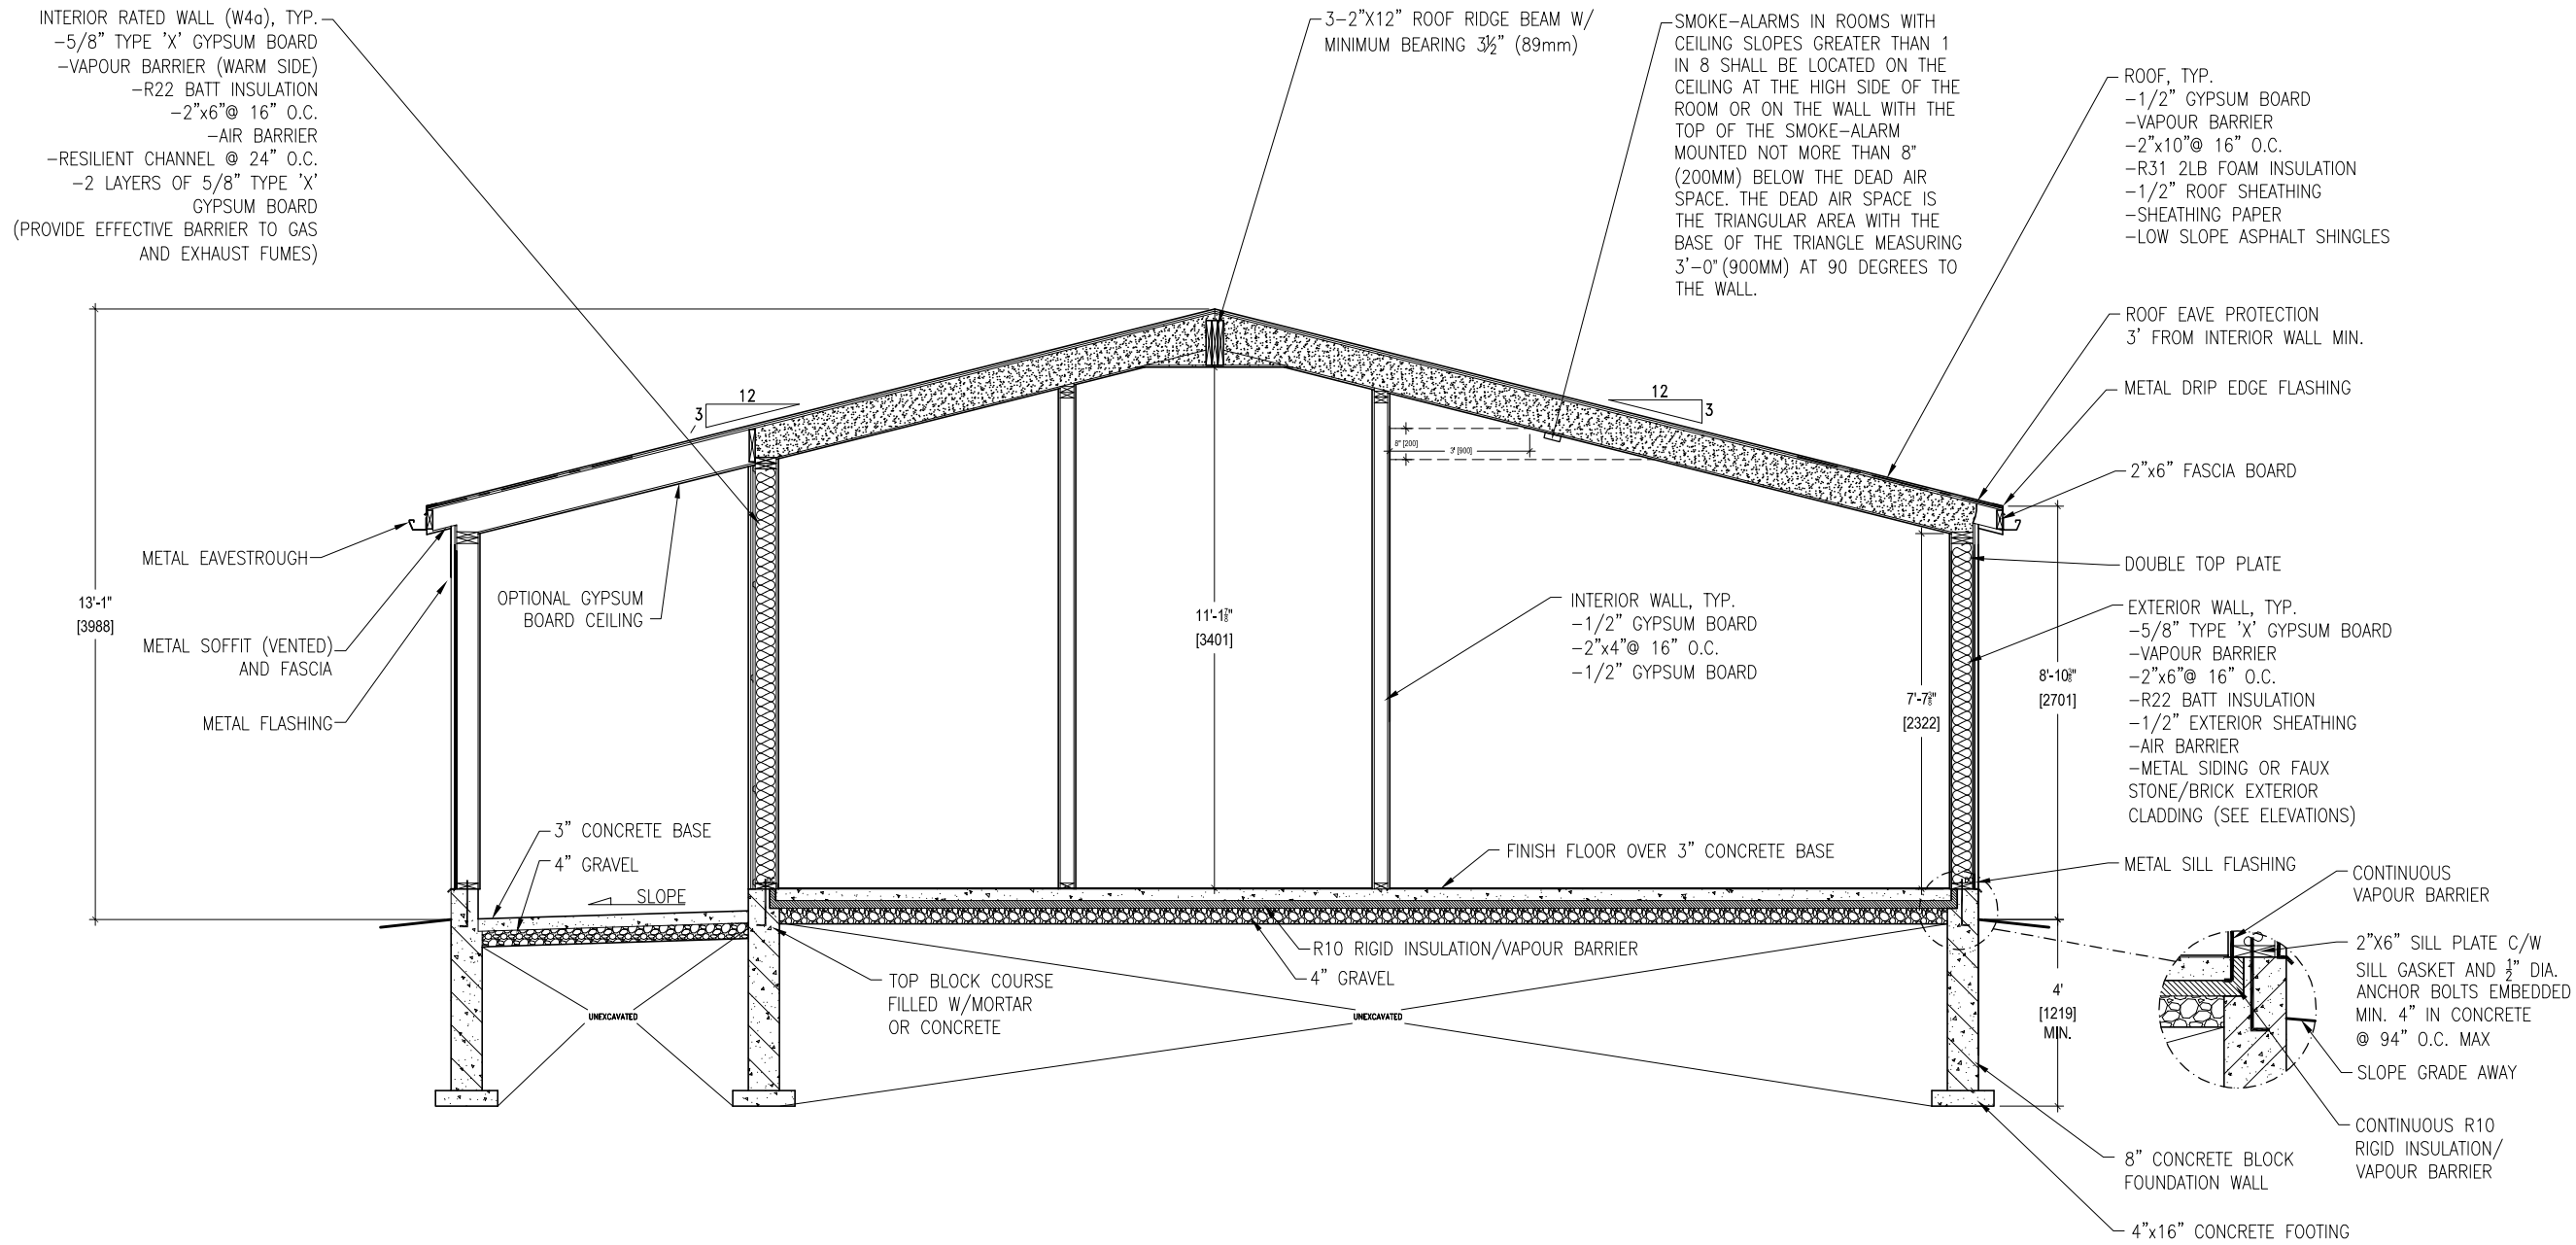 INTERIOR RATED WALL (W4a), TYP.
-5/8" TYPE 'X' GYPSUM BOARD
-VAPOUR BARRIER (WARM SIDE)
-R22 BATT INSULATION
-2"x6"@ 16" O.C.
-AIR BARRIER
-RESILIENT CHANNEL @ 24" O.C.
-2 LAYERS OF 5/8" TYPE 'X'
GYPSUM BOARD
(PROVIDE EFFECTIVE BARRIER TO GAS
AND EXHAUST FUMES)
3-2"X12" ROOF RIDGE BEAM W/
MINIMUM BEARING 3½" (89mm)
SMOKE-ALARMS IN ROOMS WITH
CEILING SLOPES GREATER THAN 1
IN 8 SHALL BE LOCATED ON THE
CEILING AT THE HIGH SIDE OF THE
ROOM OR ON THE WALL WITH THE
TOP OF THE SMOKE-ALARM
MOUNTED NOT MORE THAN 8"
(200MM) BELOW THE DEAD AIR
SPACE. THE DEAD AIR SPACE IS
THE TRIANGULAR AREA WITH THE
BASE OF THE TRIANGLE MEASURING
3'-0" (900MM) AT 90 DEGREES TO
THE WALL.
ROOF, TYP.
-1/2" GYPSUM BOARD
-VAPOUR BARRIER
-2"x10"@ 16" O.C.
-R31 2LB FOAM INSULATION
-1/2" ROOF SHEATHING
-SHEATHING PAPER
-LOW SLOPE ASPHALT SHINGLES
ROOF EAVE PROTECTION
3' FROM INTERIOR WALL MIN.
METAL DRIP EDGE FLASHING
2"x6" FASCIA BOARD
12
3
12
3
8" [200]
3' [900]
METAL EAVESTROUGH
METAL SOFFIT (VENTED)
AND FASCIA
METAL FLASHING
13'-1"
[3988]
OPTIONAL GYPSUM
BOARD CEILING
11'-1⅞"
[3401]
INTERIOR WALL, TYP.
-1/2" GYPSUM BOARD
-2"x4"@ 16" O.C.
-1/2" GYPSUM BOARD
7'-7⅜"
[2322]
8'-10⅜"
[2701]
DOUBLE TOP PLATE
EXTERIOR WALL, TYP.
-5/8" TYPE 'X' GYPSUM BOARD
-VAPOUR BARRIER
-2"x6"@ 16" O.C.
-R22 BATT INSULATION
-1/2" EXTERIOR SHEATHING
-AIR BARRIER
-METAL SIDING OR FAUX
STONE/BRICK EXTERIOR
CLADDING (SEE ELEVATIONS)
3" CONCRETE BASE
4" GRAVEL
SLOPE
FINISH FLOOR OVER 3" CONCRETE BASE
METAL SILL FLASHING
R10 RIGID INSULATION/VAPOUR BARRIER
4" GRAVEL
TOP BLOCK COURSE
FILLED W/MORTAR
OR CONCRETE
UNEXCAVATED
UNEXCAVATED
4'
[1219]
MIN.
CONTINUOUS
VAPOUR BARRIER
2"X6" SILL PLATE C/W
SILL GASKET AND ½" DIA.
ANCHOR BOLTS EMBEDDED
MIN. 4" IN CONCRETE
@ 94" O.C. MAX
SLOPE GRADE AWAY
CONTINUOUS R10
RIGID INSULATION/
VAPOUR BARRIER
8" CONCRETE BLOCK
FOUNDATION WALL
4"x16" CONCRETE FOOTING